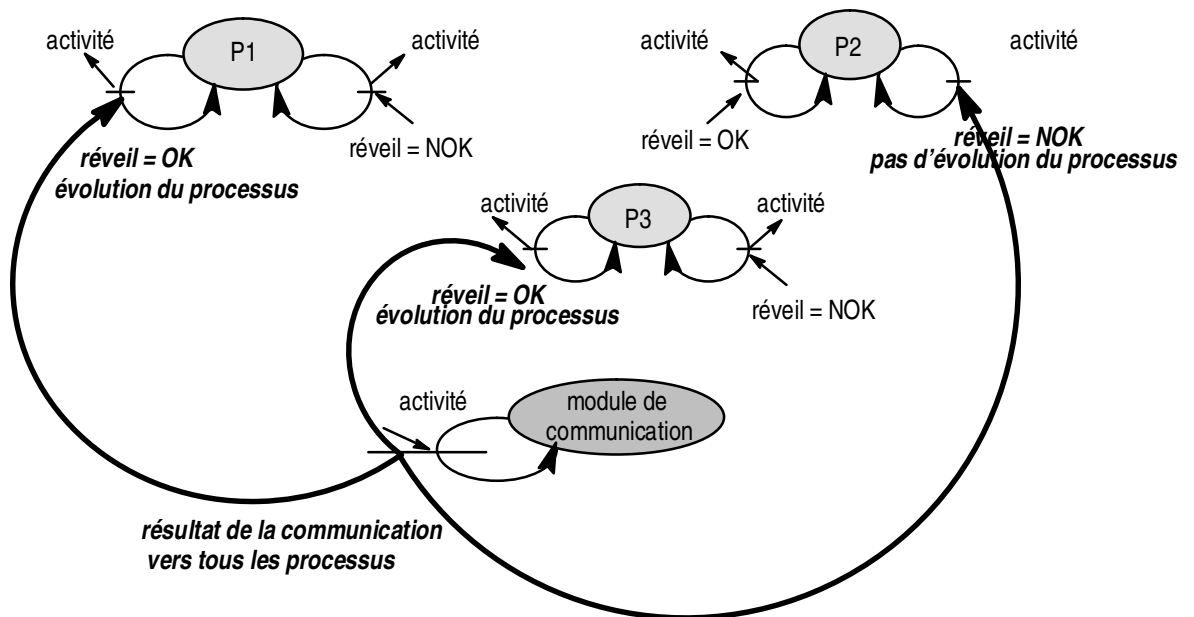 activité
P1
activité
activité
P2
activité
réveil = OK
évolution du processus
réveil = NOK
réveil = OK
réveil = NOK
pas d’évolution du processus
activité
P3
activité
réveil = OK
évolution du processus
réveil = NOK
activité
module de
communication
résultat de la communication
vers tous les processus